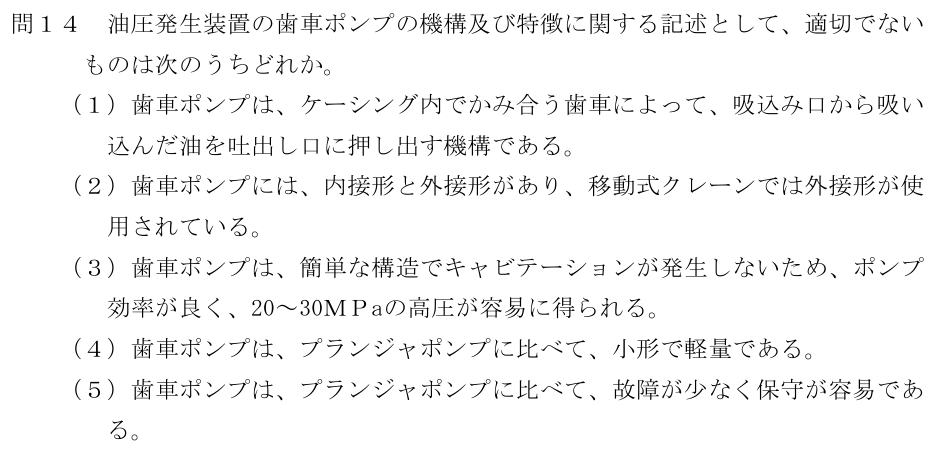 問14　油圧発生装置の歯車ポンプの機構及び特徴に関する記述として、適切でない
ものは次のうちどれか。
（1）歯車ポンプは、ケーシング内でかみ合う歯車によって、吸込み口から吸い
込んだ油を吐出し口に押し出す機構である。
（2）歯車ポンプには、内接形と外接形があり、移動式クレーンでは外接形が使
用されている。
（3）歯車ポンプは、簡単な構造でキャビテーションが発生しないため、ポンプ
効率が良く、20～30MPaの高圧が容易に得られる。
（4）歯車ポンプは、プランジャポンプに比べて、小形で軽量である。
（5）歯車ポンプは、プランジャポンプに比べて、故障が少なく保守が容易であ
る。